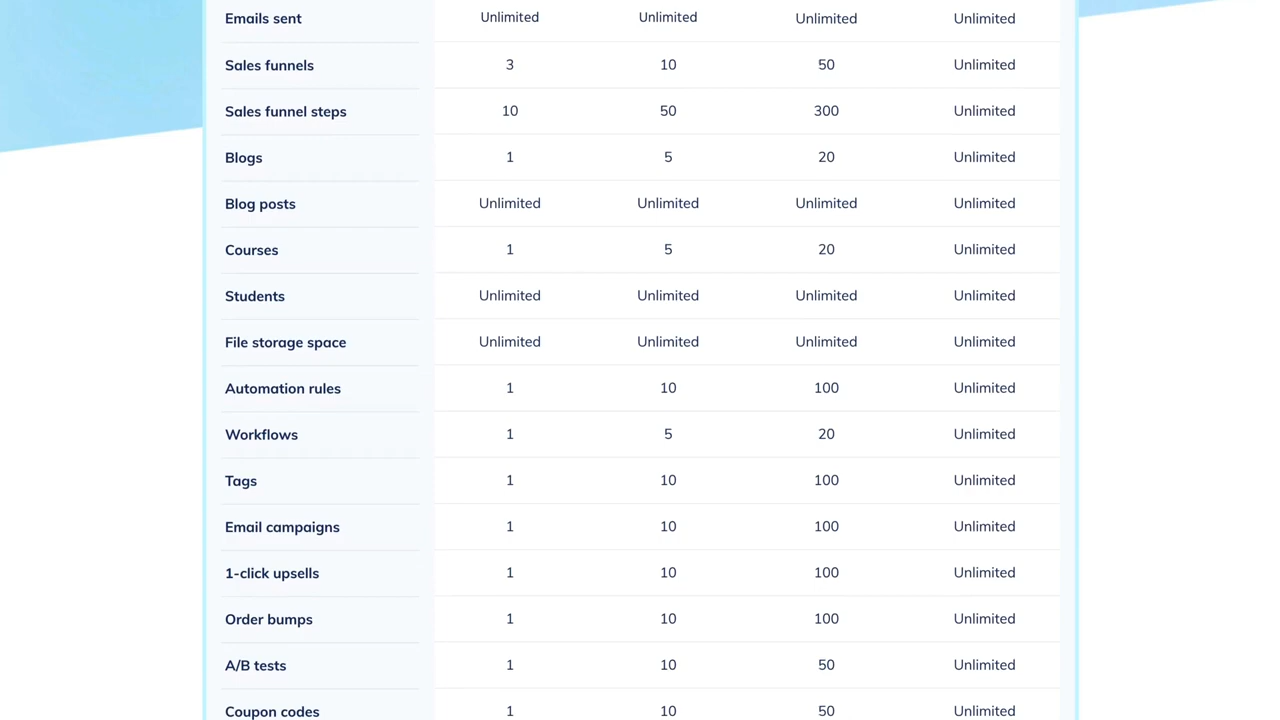 Emails sent Unlimited Unlimited Unlimited Unlimited
Sales funnels 3 10 50 Unlimited
Sales funnel steps 10 50 300 Unlimited
Blogs 1 5 20 Unlimited
Blog posts Unlimited Unlimited Unlimited Unlimited
Courses 1 5 20 Unlimited
Students Unlimited Unlimited Unlimited Unlimited
File storage space Unlimited Unlimited Unlimited Unlimited
Automation rules 1 10 100 Unlimited
Workflows 1 5 20 Unlimited
Tags 1 10 100 Unlimited
Email campaigns 1 10 100 Unlimited
1-click upsells 1 10 100 Unlimited
Order bumps 1 10 100 Unlimited
A/B tests 1 10 50 Unlimited
Coupon codes 1 10 50 Unlimited